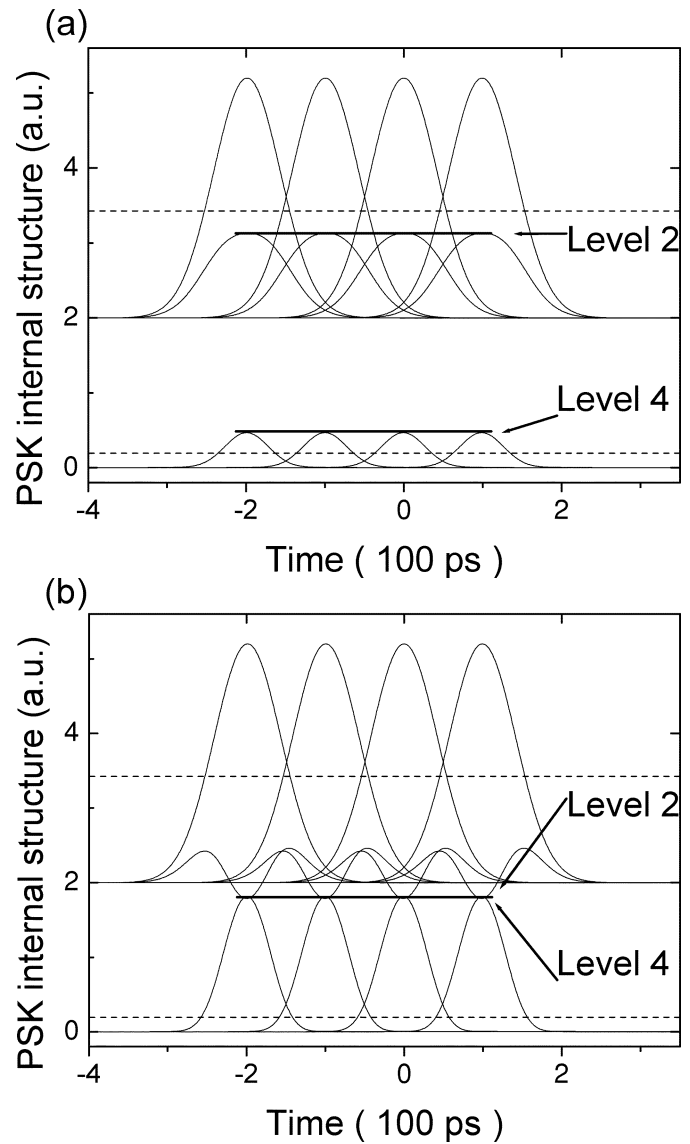 (a)
PSK internal structure (a.u.)
4
2
0
Level 2
Level 4
-4 -2 0 2
Time ( 100 ps )
(b)
PSK internal structure (a.u.)
4
2
0
Level 2
Level 4
-4 -2 0 2
Time ( 100 ps )